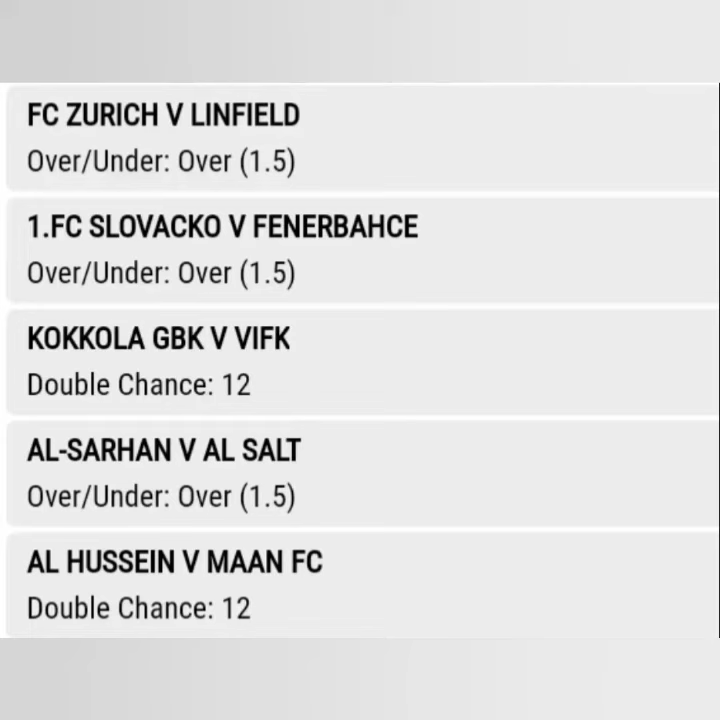 FC ZURICH V LINFIELD
Over/Under: Over (1.5)
1.FC SLOVACKO V FENERBAHCE
Over/Under: Over (1.5)
KOKKOLA GBK V VIFK
Double Chance: 12
AL-SARHAN V AL SALT
Over/Under: Over (1.5)
AL HUSSEIN V MAAN FC
Double Chance: 12